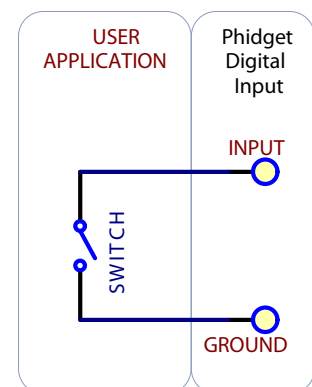 USER
APPLICATION
Phidget
Digital
Input
INPUT
SWITCH
GROUND